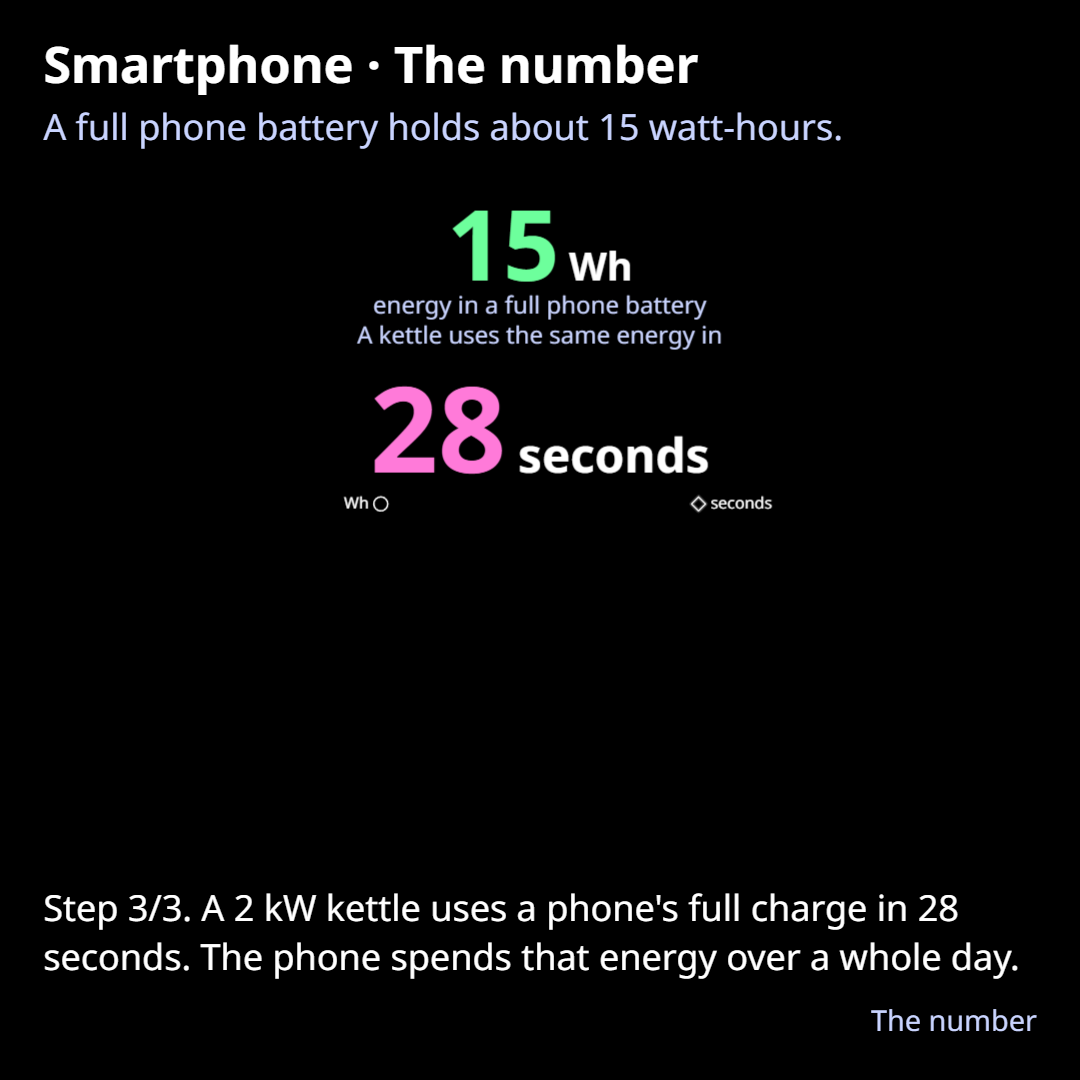 Smartphone · The number
A full phone battery holds about 15 watt-hours.
15 Wh
energy in a full phone battery
A kettle uses the same energy in
28 seconds
Wh
seconds
Step 3/3. A 2 kW kettle uses a phone's full charge in 28
seconds. The phone spends that energy over a whole day.
The number